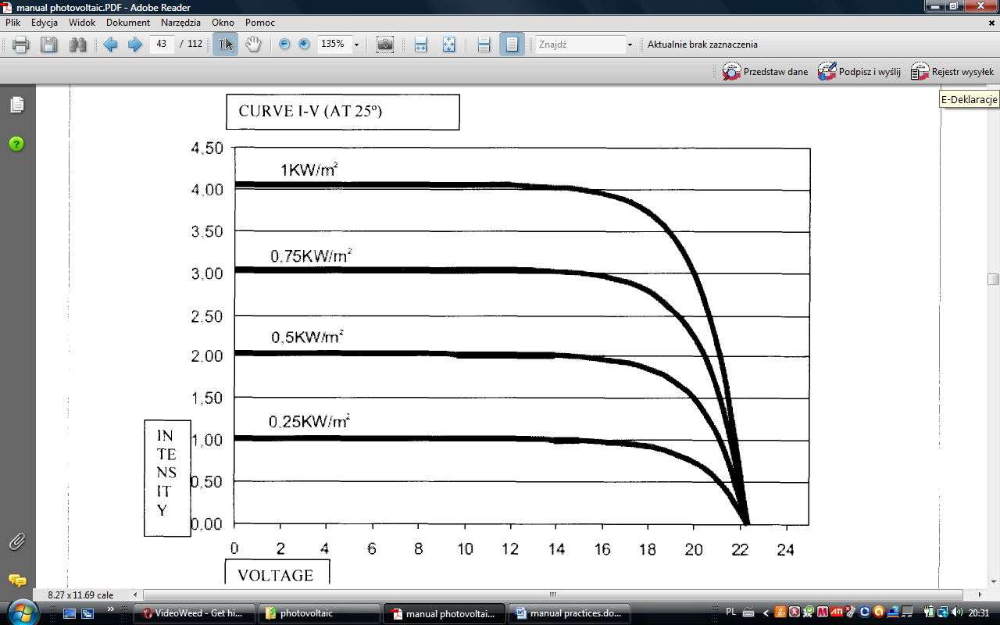 manual photovoltaic.PDF - Adobe Reader
Plik Edycja Widok Dokument Narzędzia Okno Pomoc
43 / 112 135% Znajdź Aktualnie brak zaznaczenia
Przedstaw dane Podpisz i wyślij Rejestr wysyłek
E-Deklaracje
CURVE I-V (AT 25º)
4,50
1KW/m²
4,00
3,50
0,75KW/m²
3,00
2,50
0,5KW/m²
2,00
1,50
0,25KW/m²
1,00
0,50
0,00
IN
TE
NS
IT
Y
0 2 4 6 8 10 12 14 16 18 20 22 24
VOLTAGE
8.27 x 11.69 cale
VideoWeed - Get hi... photovoltaic manual photovoltai... manual practices.do... PL 20:31